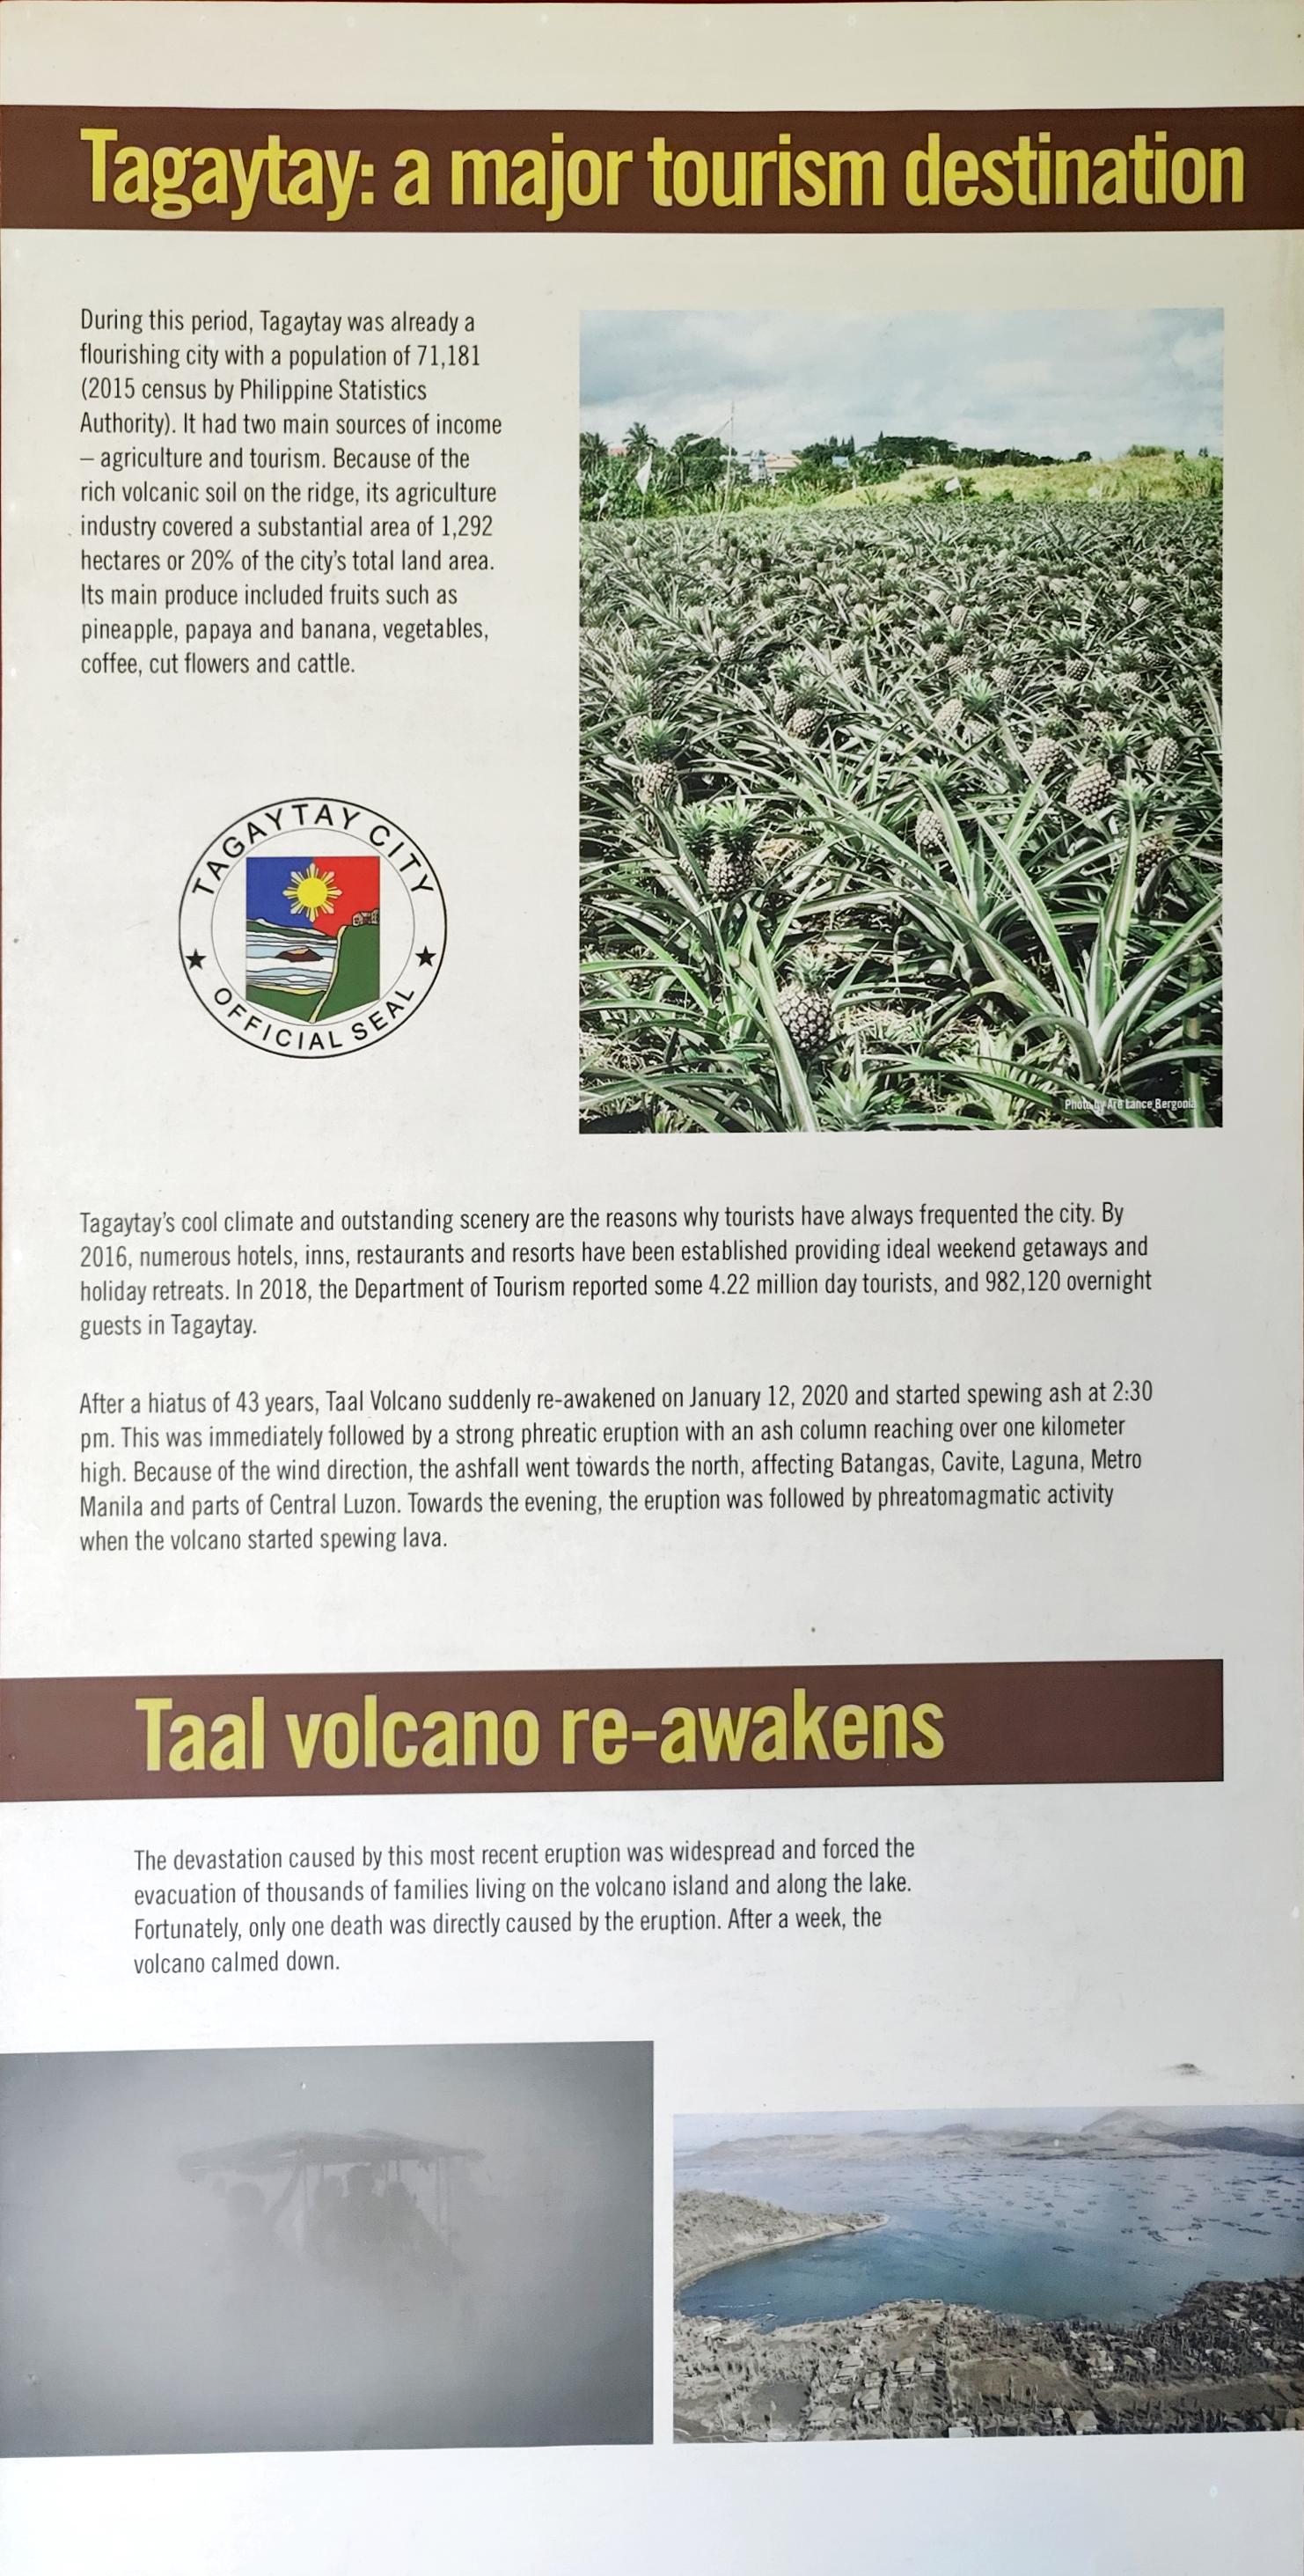 Tagaytay: a major tourism destination
During this period, Tagaytay was already a
flourishing city with a population of 71,181
(2015 census by Philippine Statistics
Authority). It had two main sources of income
– agriculture and tourism. Because of the
rich volcanic soil on the ridge, its agriculture
industry covered a substantial area of 1,292
hectares or 20% of the city's total land area.
Its main produce included fruits such as
pineapple, papaya and banana, vegetables,
coffee, cut flowers and cattle.
TAGAYTAY CITY
OFFICIAL SEAL
Photo by Lance Bergonia
Tagaytay's cool climate and outstanding scenery are the reasons why tourists have always frequented the city. By
2016, numerous hotels, inns, restaurants and resorts have been established providing ideal weekend getaways and
holiday retreats. In 2018, the Department of Tourism reported some 4.22 million day tourists, and 982,120 overnight
guests in Tagaytay.
After a hiatus of 43 years, Taal Volcano suddenly re-awakened on January 12, 2020 and started spewing ash at 2:30
pm. This was immediately followed by a strong phreatic eruption with an ash column reaching over one kilometer
high. Because of the wind direction, the ashfall went towards the north, affecting Batangas, Cavite, Laguna, Metro
Manila and parts of Central Luzon. Towards the evening, the eruption was followed by phreatomagmatic activity
when the volcano started spewing lava.
Taal volcano re-awakens
The devastation caused by this most recent eruption was widespread and forced the
evacuation of thousands of families living on the volcano island and along the lake.
Fortunately, only one death was directly caused by the eruption. After a week, the
volcano calmed down.